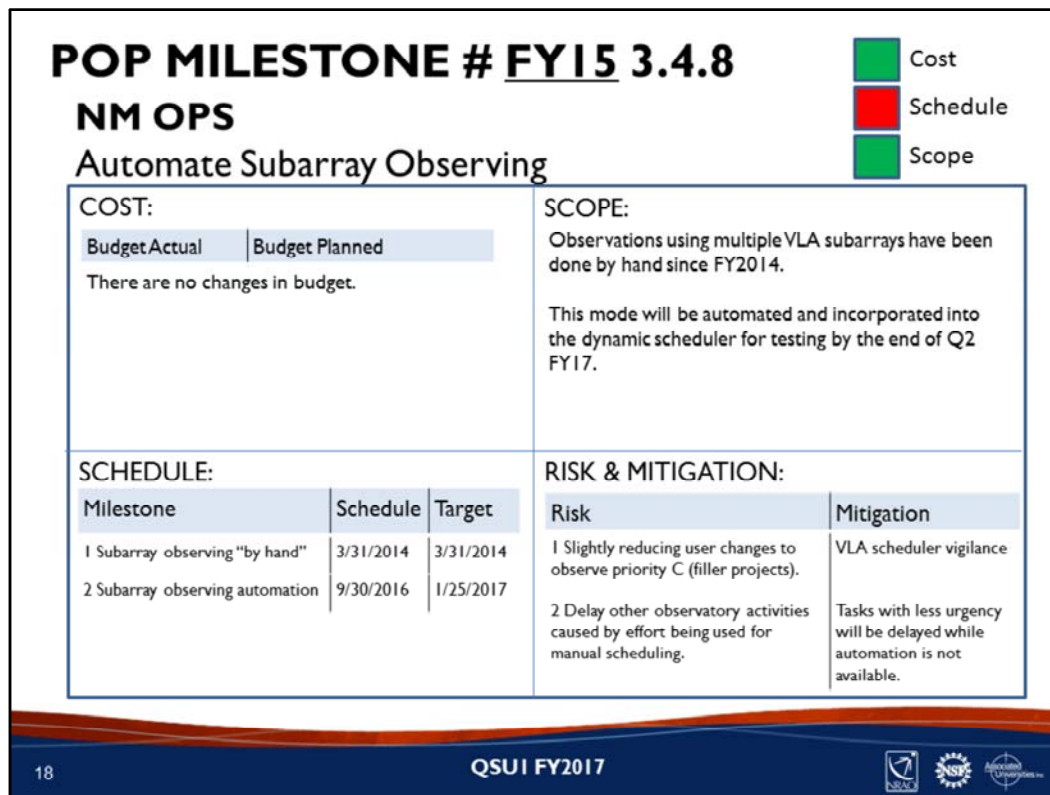 POP MILESTONE # FY15 3.4.8
NM OPS
Automate Subarray Observing
Cost
Schedule
Scope
COST:
Budget Actual Budget Planned
There are no changes in budget.
SCOPE:
Observations using multiple VLA subarrays have been
done by hand since FY2014.
This mode will be automated and incorporated into
the dynamic scheduler for testing by the end of Q2
FY17.
SCHEDULE:
Milestone Schedule Target
1 Subarray observing “by hand” 3/31/2014 3/31/2014
2 Subarray observing automation 9/30/2016 1/25/2017
RISK & MITIGATION:
Risk Mitigation
1 Slightly reducing user changes to
observe priority C (filler projects).
VLA scheduler vigilance
2 Delay other observatory activities
caused by effort being used for
manual scheduling.
Tasks with less urgency
will be delayed while
automation is not
available.
18
QSU1 FY2017
NRAO
NSF
Associated
Universities, Inc.